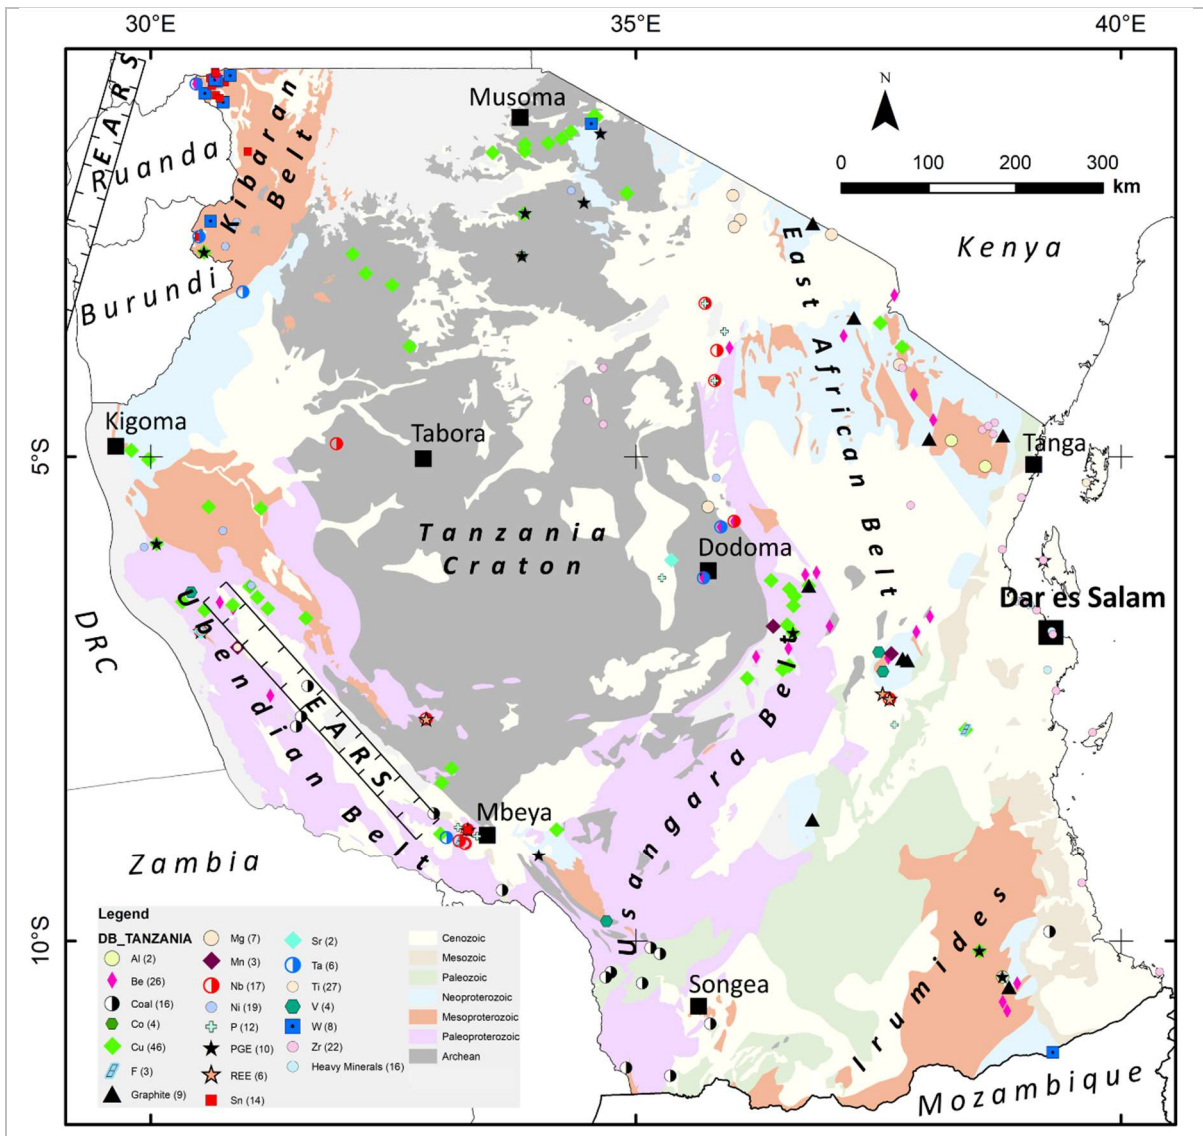 30°E
35°E
40°E
EARS
Ruanda
Kibaran
Belt
Musoma
N
0
100
200
300
km
Kenya
Burundi
East African Belt
Kigoma
Tabora
Tanga
5°S
Tanzania
Craton
Dodoma
Dar es Salam
DRC
Ubendian Belt
EARS
Usangara Belt
Mbeya
Zambia
Irumides
10°S
Songea
Mozambique
Legend
DB_TANZANIA
Al (2)
Be (26)
Coal (16)
Co (4)
Cu (46)
F (3)
Graphite (9)
Mg (7)
Mn (3)
Nb (17)
Ni (19)
P (12)
PGE (10)
REE (6)
Sn (14)
Sr (2)
Ta (6)
Ti (27)
V (4)
W (8)
Zr (22)
Heavy Minerals (16)
Cenozoic
Mesozoic
Paleozoic
Neoproterozoic
Mesoproterozoic
Paleoproterozoic
Archean